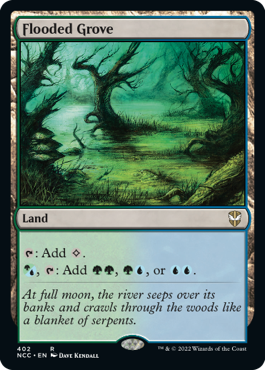 Flooded Grove
Land
: Add .
, : Add , , or .
At full moon, the river seeps over its
banks and crawls through the woods like
a blanket of serpents.
402 R
NCC • EN DAVE KENDALL
™ & © 2022 Wizards of the Coast